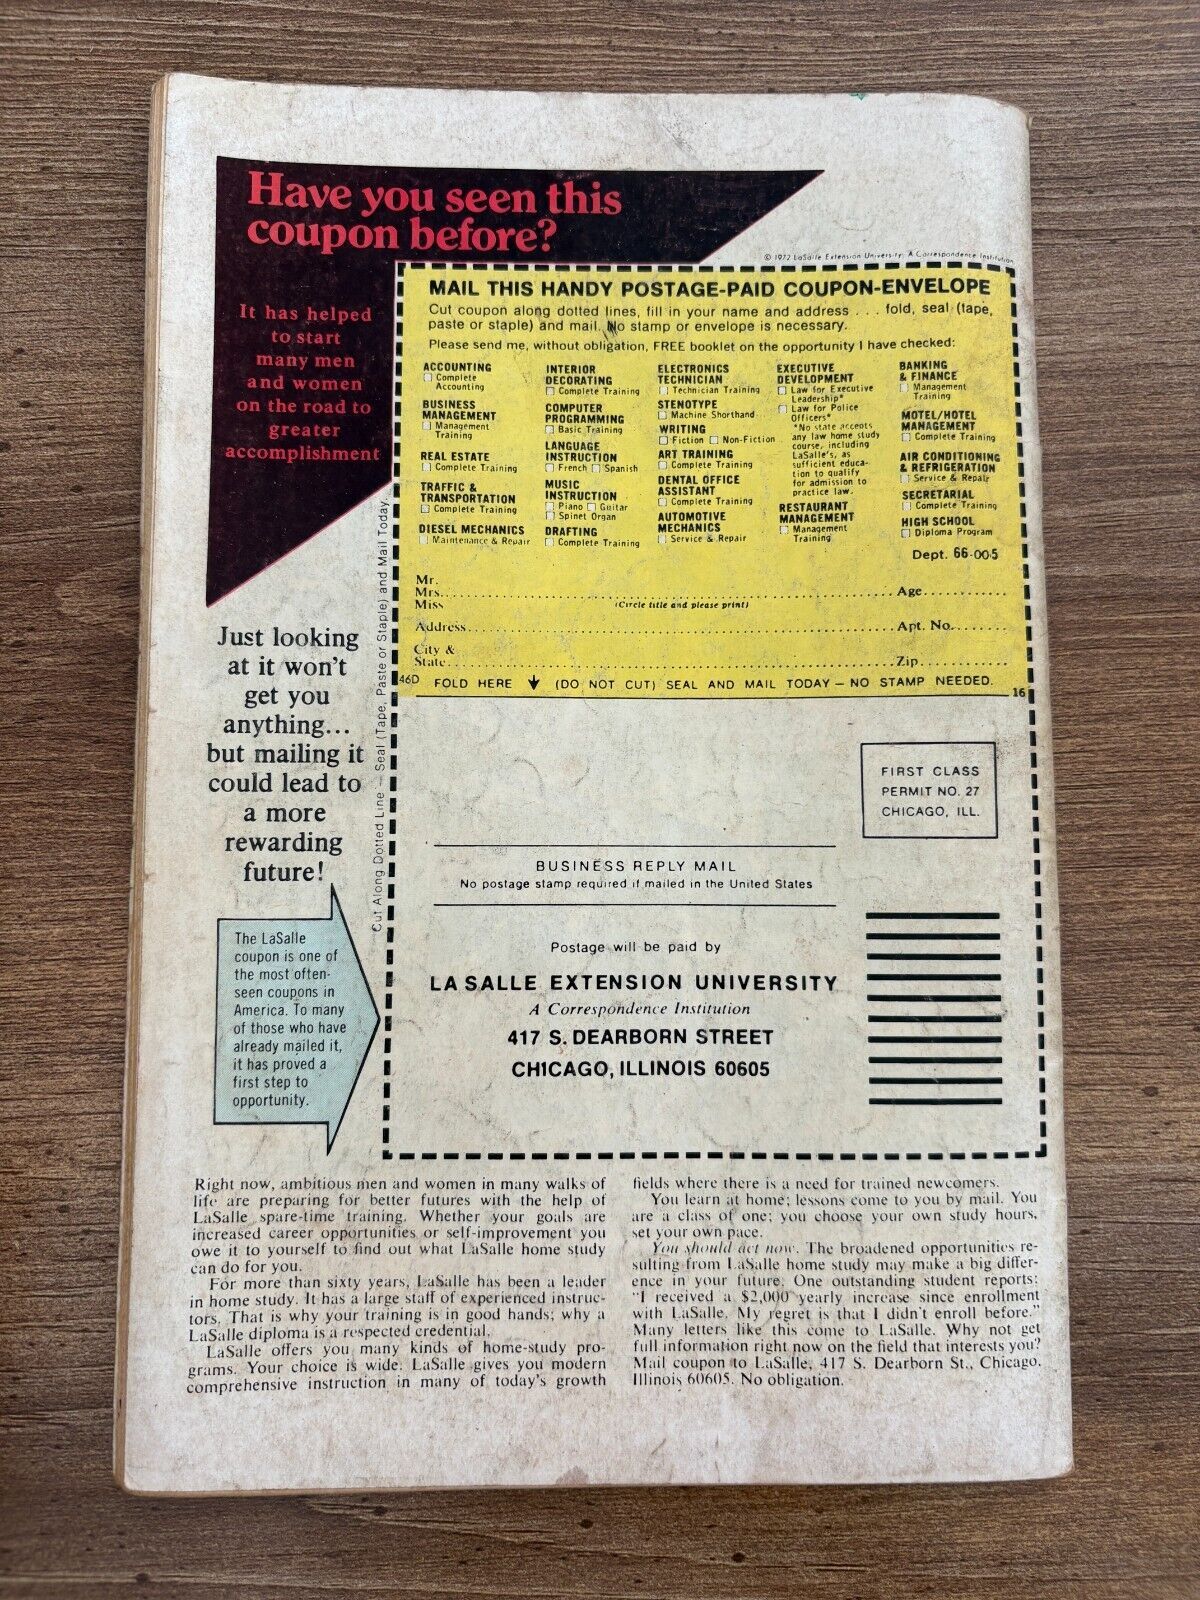 Have you seen this
coupon before?
It has helped
to start
many men
and women
on the road to
greater
accomplishment
© 1972 LaSalle Extension University, A Correspondence Institution
MAIL THIS HANDY POSTAGE-PAID COUPON-ENVELOPE
Cut coupon along dotted lines, fill in your name and address . . . fold, seal (tape,
paste or staple) and mail. No stamp or envelope is necessary.
Please send me, without obligation, FREE booklet on the opportunity I have checked:
ACCOUNTING
Complete
Accounting
BUSINESS
MANAGEMENT
Management
Training
REAL ESTATE
Complete Training
TRAFFIC &
TRANSPORTATION
Complete Training
DIESEL MECHANICS
Maintenance & Repair
INTERIOR
DECORATING
Complete Training
COMPUTER
PROGRAMMING
Basic Training
LANGUAGE
INSTRUCTION
French Spanish
MUSIC
INSTRUCTION
Piano Guitar
Spinet Organ
DRAFTING
Complete Training
ELECTRONICS
TECHNICIAN
Technician Training
STENOTYPE
Machine Shorthand
WRITING
Fiction Non-Fiction
ART TRAINING
Complete Training
DENTAL OFFICE
ASSISTANT
Complete Training
AUTOMOTIVE
MECHANICS
Service & Repair
EXECUTIVE
DEVELOPMENT
Law for Executive
Leadership*
Law for Police
Officers*
*No state accepts
any law home study
course, including
LaSalle's, as
sufficient educa-
tion to qualify
for admission to
practice law.
RESTAURANT
MANAGEMENT
Management
Training
BANKING
& FINANCE
Management
Training
MOTEL/HOTEL
MANAGEMENT
Complete Training
AIR CONDITIONING
& REFRIGERATION
Service & Repair
SECRETARIAL
Complete Training
HIGH SCHOOL
Diploma Program
Dept. 66-005
Mr.
Mrs. Age
Miss (Circle title and please print)
Address Apt. No.
City &
State Zip
46D FOLD HERE (DO NOT CUT) SEAL AND MAIL TODAY — NO STAMP NEEDED. 16
Cut Along Dotted Line — Seal (Tape, Paste or Staple) and Mail Today.
Just looking
at it won't
get you
anything...
but mailing it
could lead to
a more
rewarding
future!
The LaSalle
coupon is one of
the most often-
seen coupons in
America. To many
of those who have
already mailed it,
it has proved a
first step to
opportunity.
FIRST CLASS
PERMIT NO. 27
CHICAGO, ILL.
BUSINESS REPLY MAIL
No postage stamp required if mailed in the United States
Postage will be paid by
LA SALLE EXTENSION UNIVERSITY
A Correspondence Institution
417 S. DEARBORN STREET
CHICAGO, ILLINOIS 60605
Right now, ambitious men and women in many walks of
life are preparing for better futures with the help of
LaSalle spare-time training. Whether your goals are
increased career opportunities or self-improvement you
owe it to yourself to find out what LaSalle home study
can do for you.
For more than sixty years, LaSalle has been a leader
in home study. It has a large staff of experienced instruc-
tors. That is why your training is in good hands; why a
LaSalle diploma is a respected credential.
LaSalle offers you many kinds of home-study pro-
grams. Your choice is wide. LaSalle gives you modern
comprehensive instruction in many of today's growth
fields where there is a need for trained newcomers.
You learn at home; lessons come to you by mail. You
are a class of one; you choose your own study hours,
set your own pace.
You should act now. The broadened opportunities re-
sulting from LaSalle home study may make a big differ-
ence in your future. One outstanding student reports:
"I received a $2,000 yearly increase since enrollment
with LaSalle. My regret is that I didn't enroll before."
Many letters like this come to LaSalle. Why not get
full information right now on the field that interests you?
Mail coupon to LaSalle, 417 S. Dearborn St., Chicago,
Illinois 60605. No obligation.